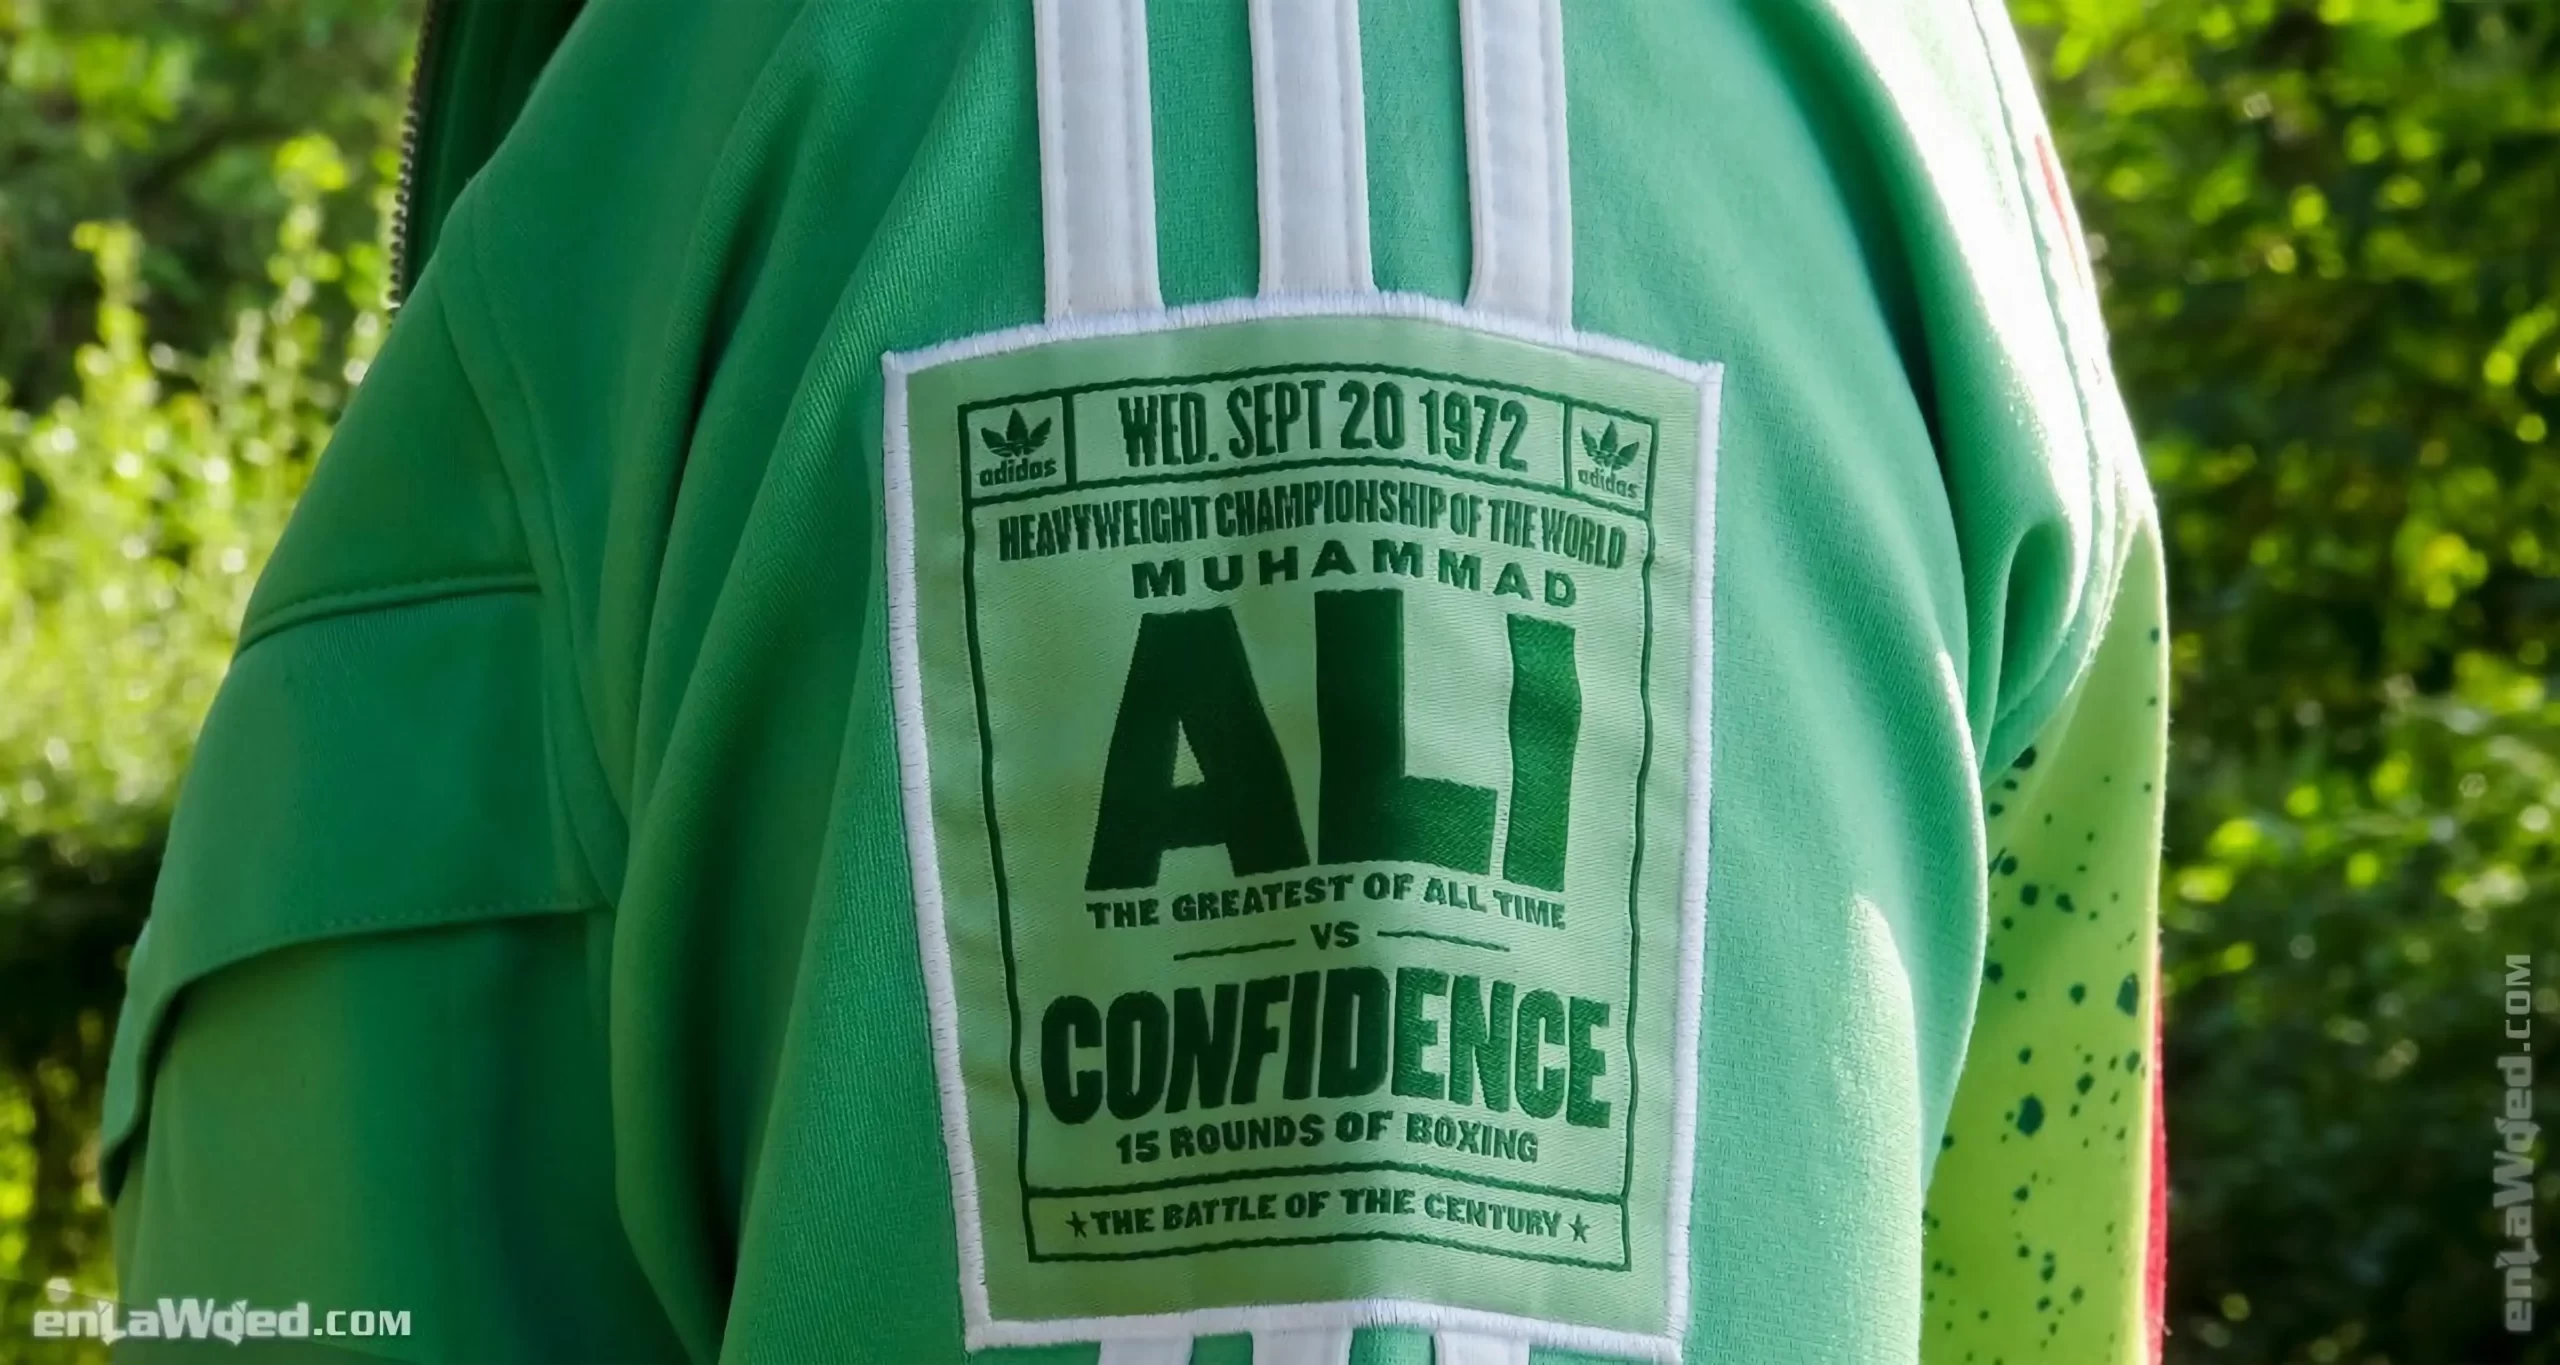 adidas WED. SEPT 20 1972 adidas
HEAVYWEIGHT CHAMPIONSHIP OF THE WORLD
MUHAMMAD
ALI
THE GREATEST OF ALL TIME
VS
CONFIDENCE
15 ROUNDS OF BOXING
★THE BATTLE OF THE CENTURY★
enLaWded.COM
enLaWded.COM